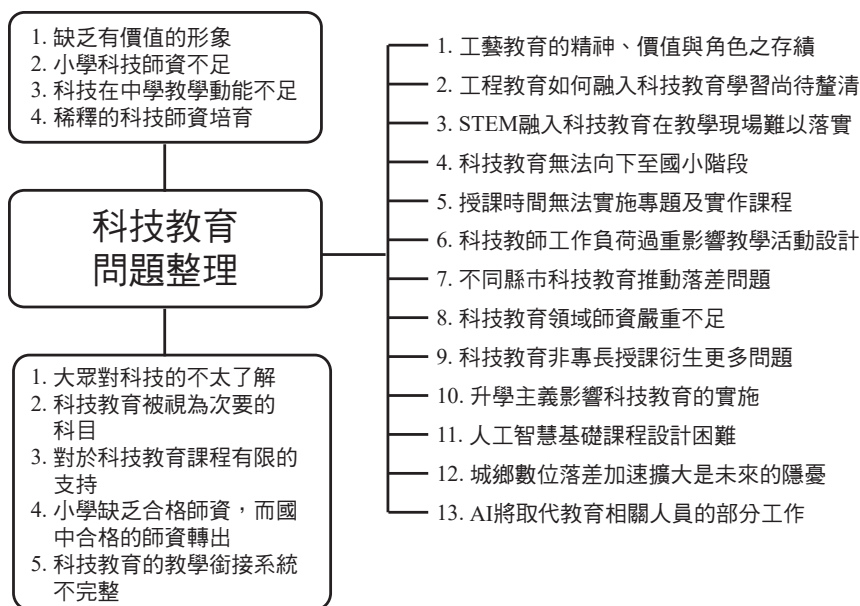 1. 缺乏有價值的形象
2. 小學科技師資不足
3. 科技在中學教學動能不足
4. 稀釋的科技師資培育
科技教育
問題整理
1. 大眾對科技的不太了解
2. 科技教育被視為次要的
科目
3. 對於科技教育課程有限的
支持
4. 小學缺乏合格師資，而國
中合格的師資轉出
5. 科技教育的教學銜接系統
不完整
1. 工藝教育的精神、價值與角色之存續
2. 工程教育如何融入科技教育學習尚待釐清
3. STEM融入科技教育在教學現場難以落實
4. 科技教育無法向下至國小階段
5. 授課時間無法實施專題及實作課程
6. 科技教師工作負荷過重影響教學活動設計
7. 不同縣市科技教育推動落差問題
8. 科技教育領域師資嚴重不足
9. 科技教育非專長授課衍生更多問題
10. 升學主義影響科技教育的實施
11. 人工智慧基礎課程設計困難
12. 城鄉數位落差加速擴大是未來的隱憂
13. AI將取代教育相關人員的部分工作